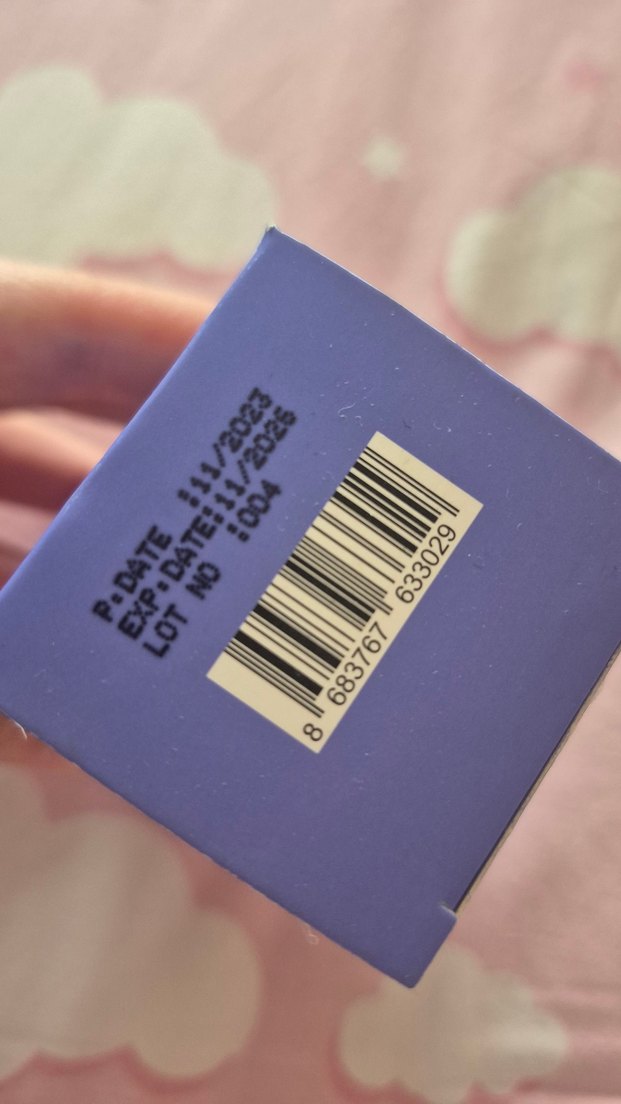 P.DATE :11/2023
EXP.DATE:11/2026
LOT NO :004
8 683767 633029